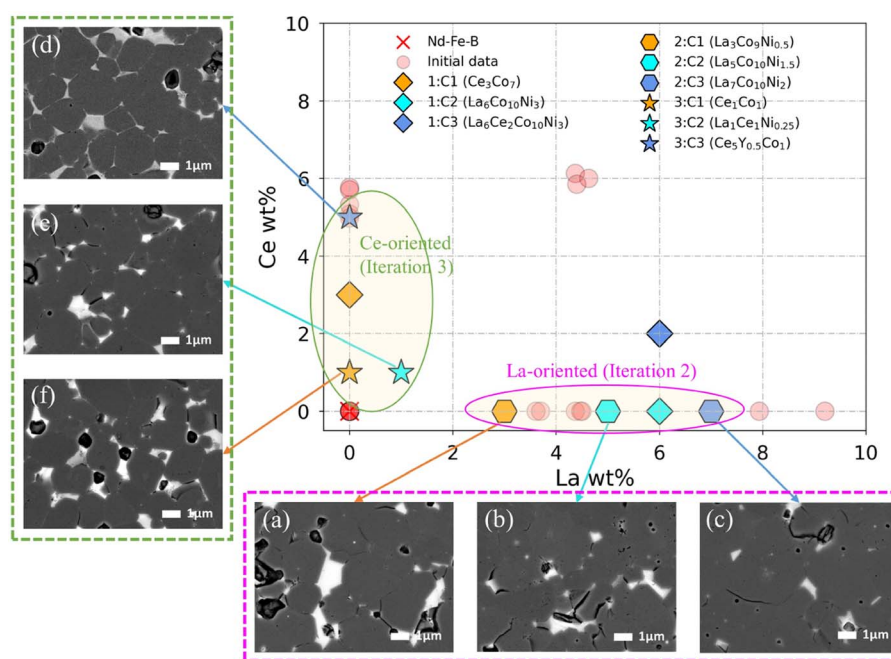 (d)
1μm
(e)
1μm
(f)
1μm
10
8
6
4
2
0
Ce wt%
Nd-Fe-B
Initial data
1:C1 (Ce₃Co₇)
1:C2 (La₆Co₁₀Ni₃)
1:C3 (La₆Ce₂Co₁₀Ni₃)
2:C1 (La₃Co₉Ni₀.₅)
2:C2 (La₅Co₁₀Ni₁.₅)
2:C3 (La₇Co₁₀Ni₂)
3:C1 (Ce₁Co₁)
3:C2 (La₁Ce₁Ni₀.₂₅)
3:C3 (Ce₅Y₀.₅Co₁)
Ce-oriented
(Iteration 3)
La-oriented (Iteration 2)
0
2
4
6
8
10
La wt%
(a)
1μm
(b)
1μm
(c)
1μm